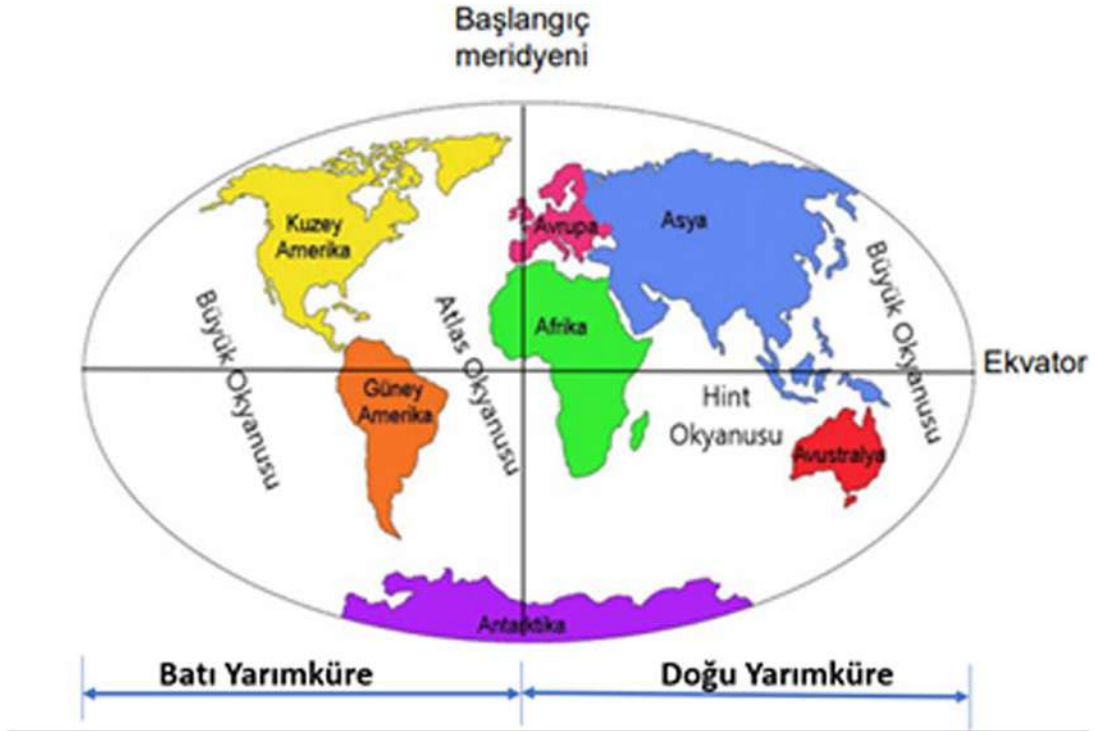 Başlangıç
meridyeni
Kuzey
Amerika
Avrupa
Asya
Büyük Okyanusu
Atlas Okyanusu
Büyük Okyanusu
Afrika
Ekvator
Güney
Amerika
Hint
Okyanusu
Avustralya
Antarktika
Batı Yarımküre
Doğu Yarımküre